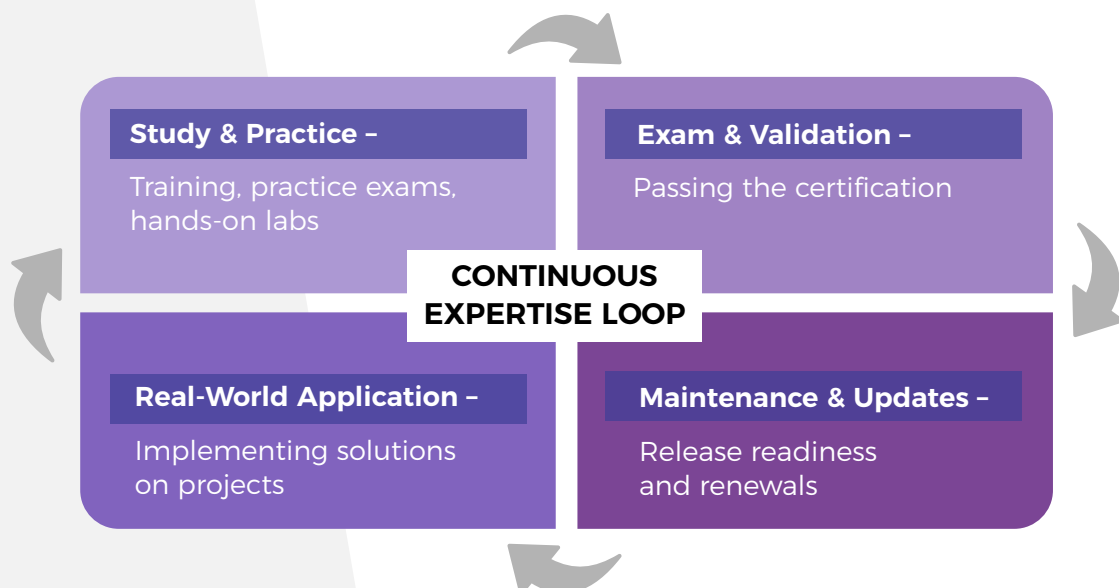 Study & Practice –
Training, practice exams,
hands-on labs
Exam & Validation –
Passing the certification
CONTINUOUS
EXPERTISE LOOP
Real-World Application –
Implementing solutions
on projects
Maintenance & Updates –
Release readiness
and renewals